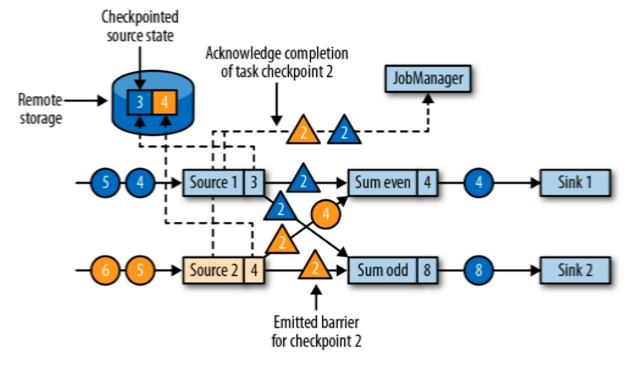 Checkpointed
source state
Acknowledge completion
of task checkpoint 2
JobManager
Remote
storage
3 4
2 2
5 4 Source 1 3 2 Sum even 4 4 Sink 1
2 4
2
6 5 Source 2 4 2 Sum odd 8 8 Sink 2
Emitted barrier
for checkpoint 2